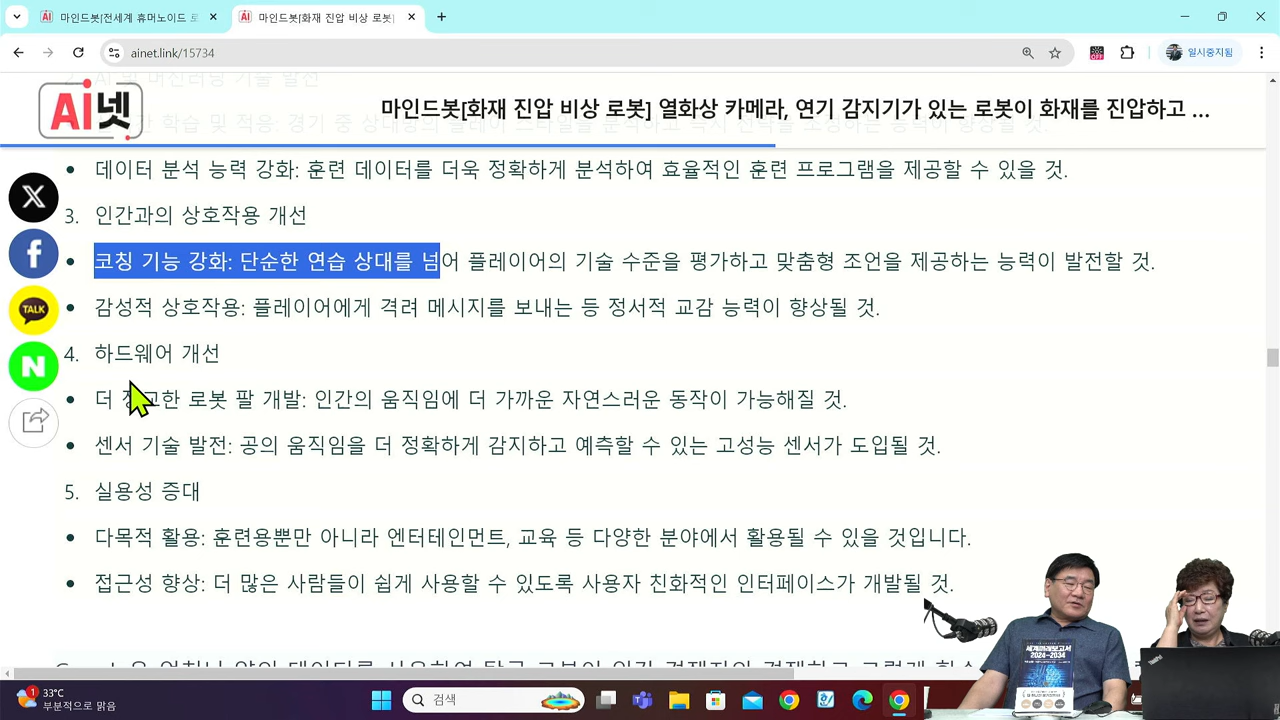 마인드봇[전세계 휴머노이드 로
마인드봇[화재 진압 비상 로봇]
ainet.link/15734
OFF
일시중지됨
Ai넷
마인드봇[화재 진압 비상 로봇] 열화상 카메라, 연기 감지기가 있는 로봇이 화재를 진압하고 ...
데이터 분석 능력 강화: 훈련 데이터를 더욱 정확하게 분석하여 효율적인 훈련 프로그램을 제공할 수 있을 것.
3. 인간과의 상호작용 개선
코칭 기능 강화: 단순한 연습 상대를 넘어 플레이어의 기술 수준을 평가하고 맞춤형 조언을 제공하는 능력이 발전할 것.
감성적 상호작용: 플레이어에게 격려 메시지를 보내는 등 정서적 교감 능력이 향상될 것.
TALK
N
4. 하드웨어 개선
더 정교한 로봇 팔 개발: 인간의 움직임에 더 가까운 자연스러운 동작이 가능해질 것.
센서 기술 발전: 공의 움직임을 더 정확하게 감지하고 예측할 수 있는 고성능 센서가 도입될 것.
5. 실용성 증대
다목적 활용: 훈련용뿐만 아니라 엔터테인먼트, 교육 등 다양한 분야에서 활용될 수 있을 것입니다.
접근성 향상: 더 많은 사람들이 쉽게 사용할 수 있도록 사용자 친화적인 인터페이스가 개발될 것.
세계미래보고서
2024-2034
ThinkPad
1
33°C
부분적으로 맑음
검색